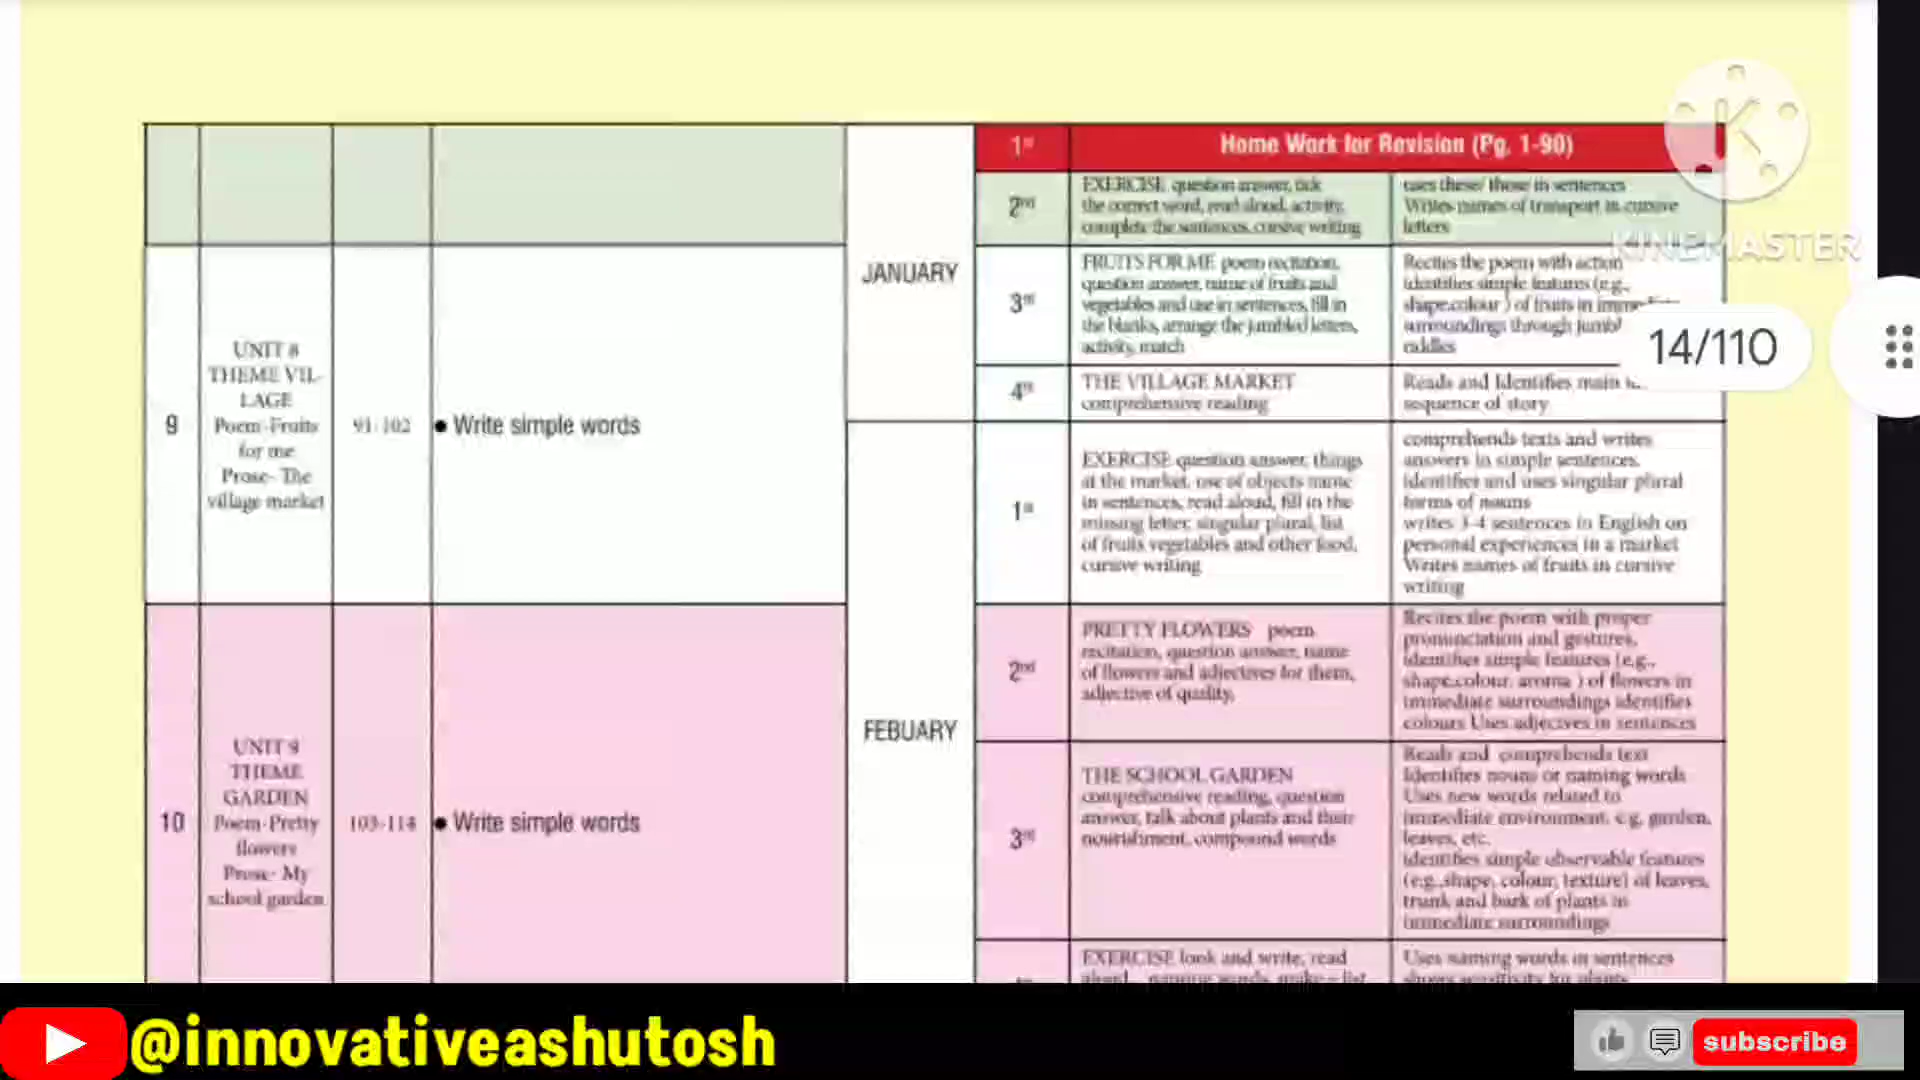 1st
Home Work for Revision (Pg. 1-90)
2nd
EXERCISE question answer, tick
the correct word, read aloud, activity,
complete the sentences, cursive writing
uses these/ those in sentences
Writes names of transport in cursive
letters
JANUARY
3rd
FRUITS FOR ME poem recitation,
question answer, name of fruits and
vegetables and use in sentences, fill in
the blanks, arrange the jumbled letters,
activity, match
Recites the poem with action
identifies simple features (e.g.,
shape,colour ) of fruits in
surroundings through
riddles
4th
THE VILLAGE MARKET
comprehensive reading
Reads and Identifies main
sequence of story
9
UNIT 8
THEME VIL-
LAGE
Poem-Fruits
for me
Prose- The
village market
91-102
● Write simple words
FEBUARY
1st
EXERCISE question answer, things
at the market, use of objects name
in sentences, read aloud, fill in the
missing letter, singular plural, list
of fruits vegetables and other food,
cursive writing
comprehends texts and writes
answers in simple sentences.
identifies and uses singular plural
forms of nouns
writes 3-4 sentences in English on
personal experiences in a market
Writes names of fruits in cursive
writing
10
UNIT 9
THEME
GARDEN
Poem-Pretty
flowers
Prose- My
school garden
103-114
● Write simple words
2nd
PRETTY FLOWERS poem
recitation, question answer, name
of flowers and adjectives for them,
adjective of quality,
Recites the poem with proper
pronunciation and gestures,
identifies simple features (e.g.,
shape,colour, aroma ) of flowers in
immediate surroundings identifies
colours Uses adjectives in sentences
3rd
THE SCHOOL GARDEN
comprehensive reading, question
answer, talk about plants and their
nourishment, compound words
Reads and comprehends text
Identifies nouns or naming words
Uses new words related to
immediate environment, e.g, garden,
leaves, etc.
identifies simple observable features
(e.g.,shape, colour, texture) of leaves,
trunk and bark of plants in
immediate surroundings
EXERCISE look and write, read
aloud, naming words, make a list
Uses naming words in sentences
shows sensitivity for plants
K
KINEMASTER
14/110
@innovativeashutosh
subscribe